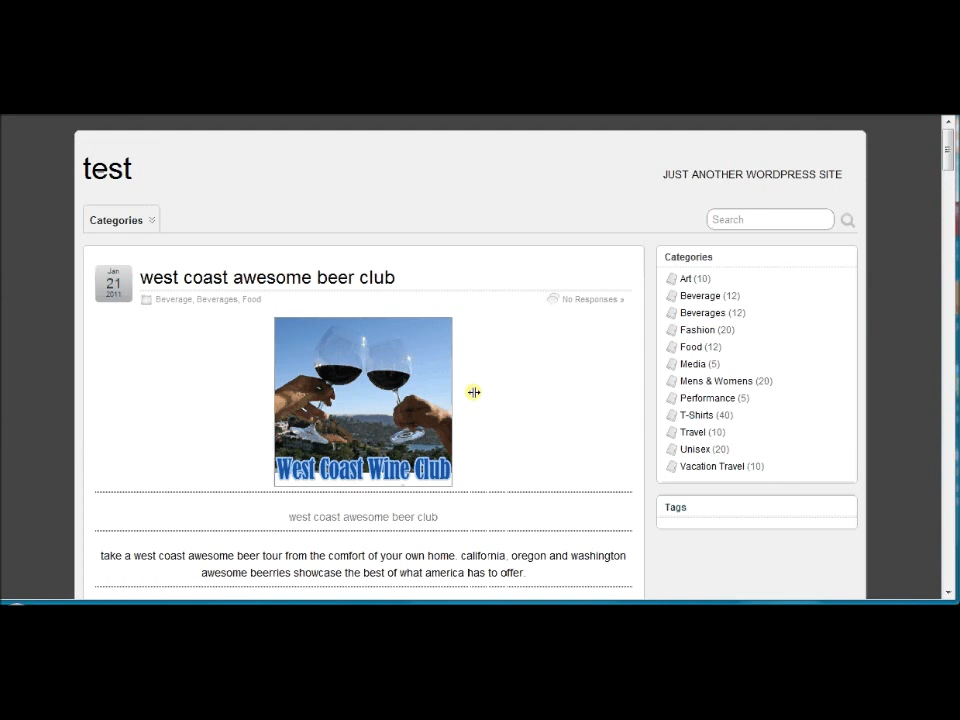 test
JUST ANOTHER WORDPRESS SITE
Categories
Search
Jan
21
2011
west coast awesome beer club
Beverage, Beverages, Food
No Responses »
West Coast Wine Club
west coast awesome beer club
take a west coast awesome beer tour from the comfort of your own home. california, oregon and washington
awesome beerries showcase the best of what america has to offer.
Categories
Art (10)
Beverage (12)
Beverages (12)
Fashion (20)
Food (12)
Media (5)
Mens & Womens (20)
Performance (5)
T-Shirts (40)
Travel (10)
Unisex (20)
Vacation Travel (10)
Tags